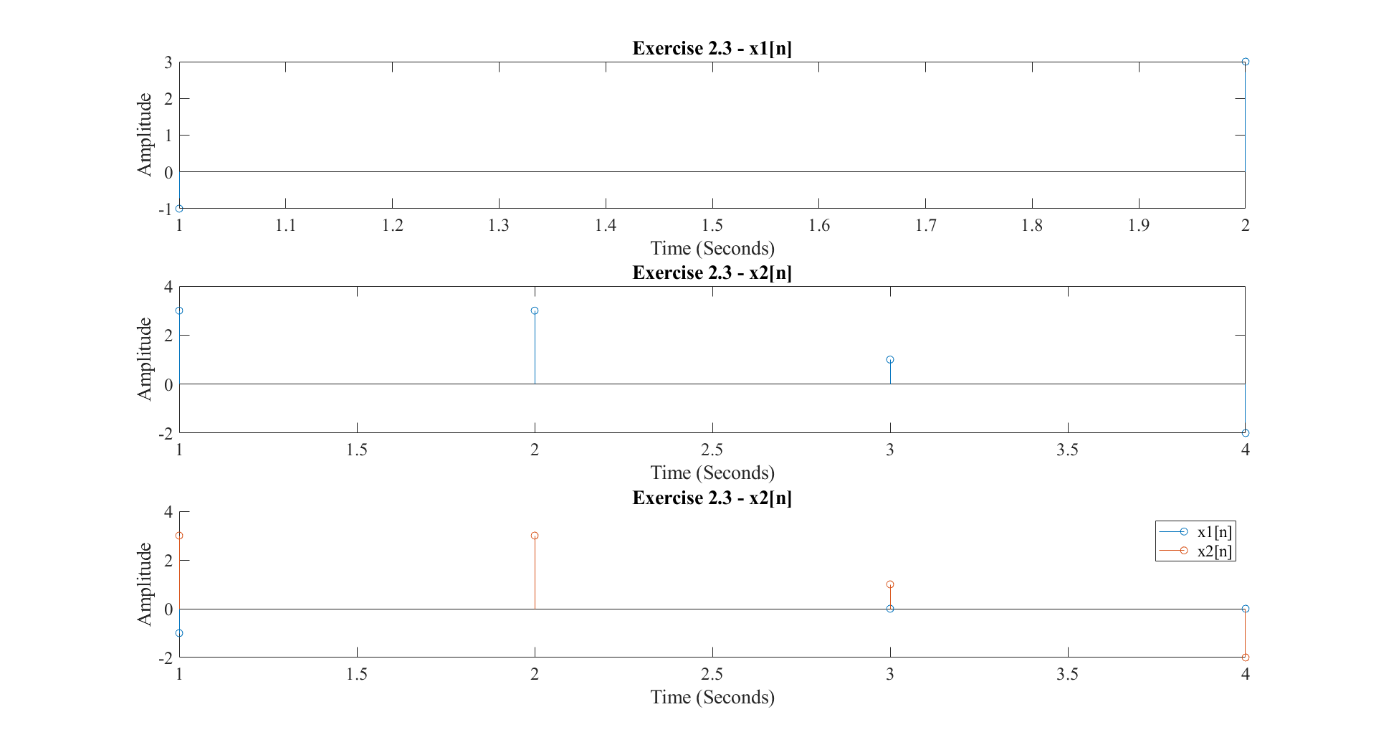 Exercise 2.3 - x1[n]
3
2
1
0
-1
Amplitude
1 1.1 1.2 1.3 1.4 1.5 1.6 1.7 1.8 1.9 2
Time (Seconds)
Exercise 2.3 - x2[n]
4
2
0
-2
Amplitude
1 1.5 2 2.5 3 3.5 4
Time (Seconds)
Exercise 2.3 - x2[n]
4
2
0
-2
Amplitude
x1[n]
x2[n]
1 1.5 2 2.5 3 3.5 4
Time (Seconds)